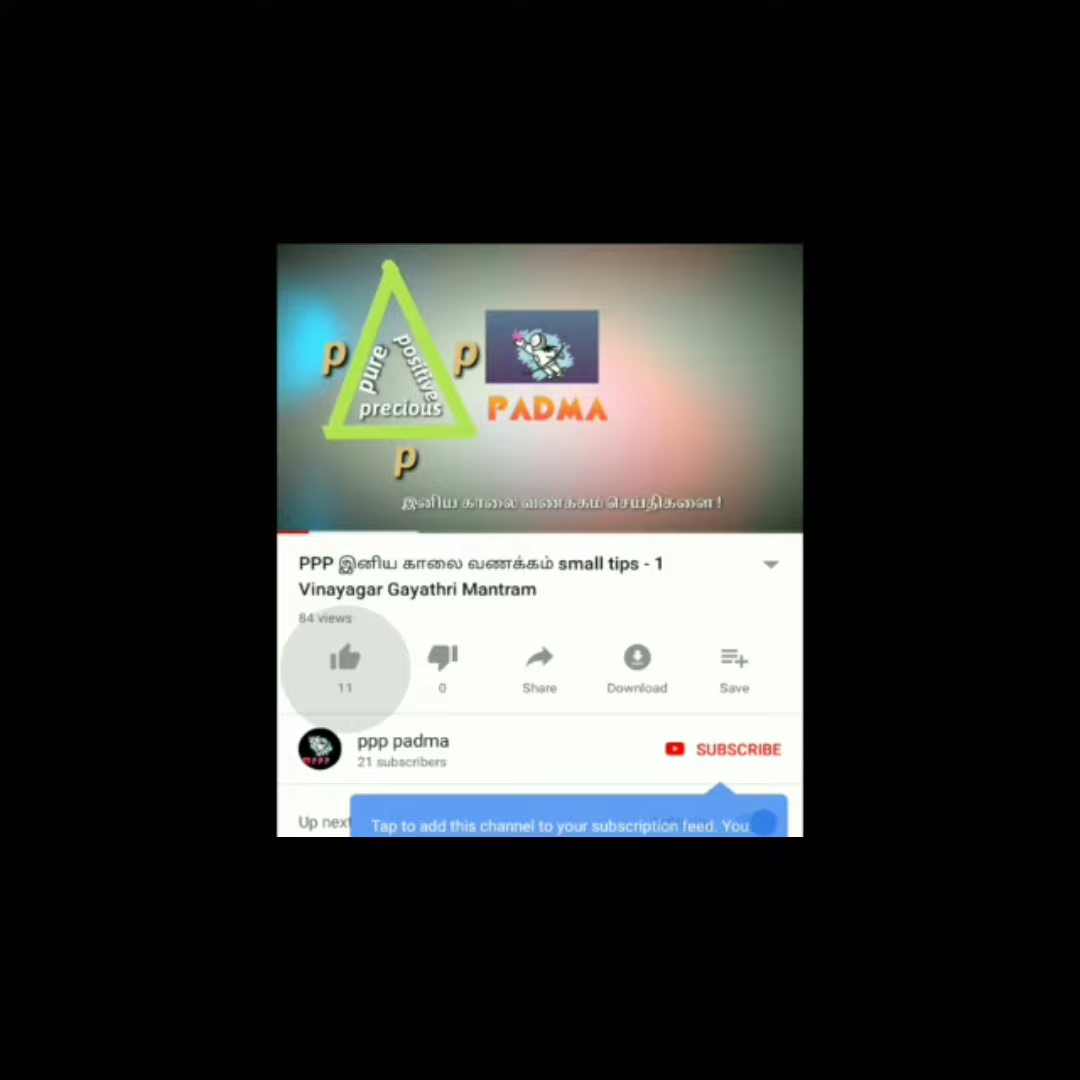 p
pure
positive
p
precious
PADMA
p
இனிய காலை வணக்கம் செய்திகளை !
PPP இனிய காலை வணக்கம் small tips - 1
Vinayagar Gayathri Mantram
84 views
11
0
Share
Download
Save
PPP
ppp padma
21 subscribers
SUBSCRIBE
Up next
Tap to add this channel to your subscription feed. You